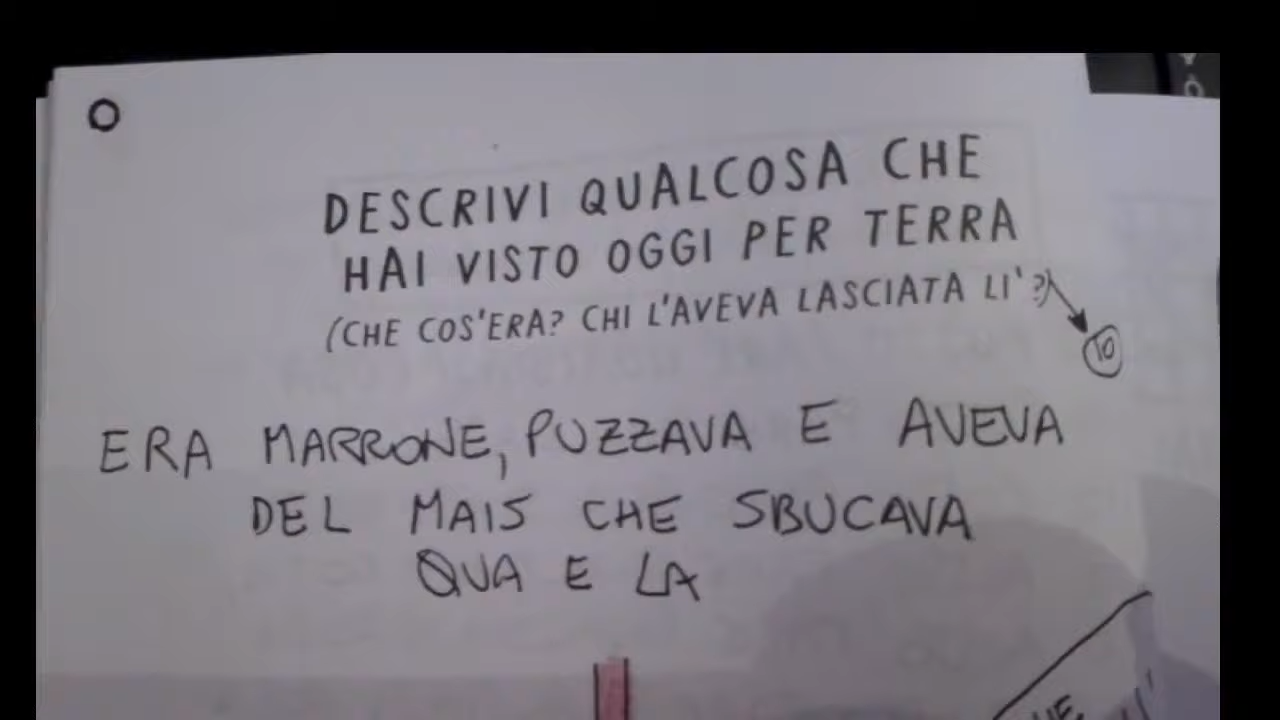 DESCRIVI QUALCOSA CHE
HAI VISTO OGGI PER TERRA
(CHE COS'ERA? CHI L'AVEVA LASCIATA LI'?)
IO
ERA MARRONE, PUZZAVA E AVEVA
DEL MAIS CHE SBUCAVA
QUA E LA